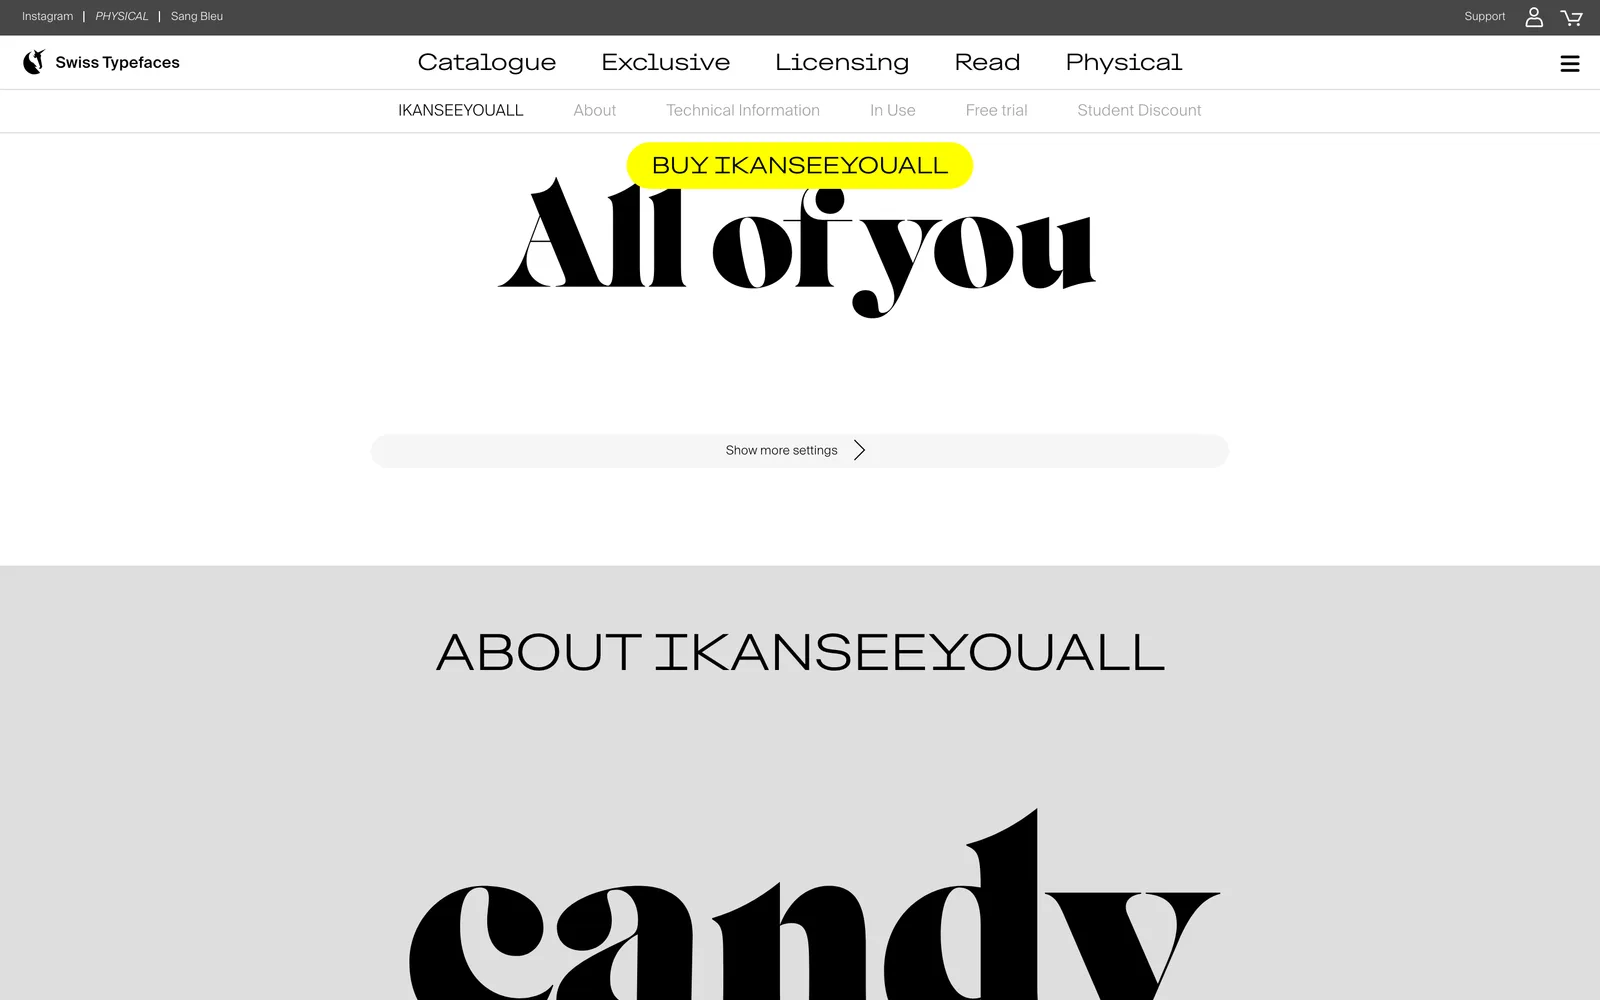 Instagram | PHYSICAL | Sang Bleu Support
Swiss Typefaces Catalogue Exclusive Licensing Read Physical
IKANSEEYOUALL About Technical Information In Use Free trial Student Discount
BUY IKANSEEYOUALL
All of you
Show more settings
ABOUT IKANSEEYOUALL
candy